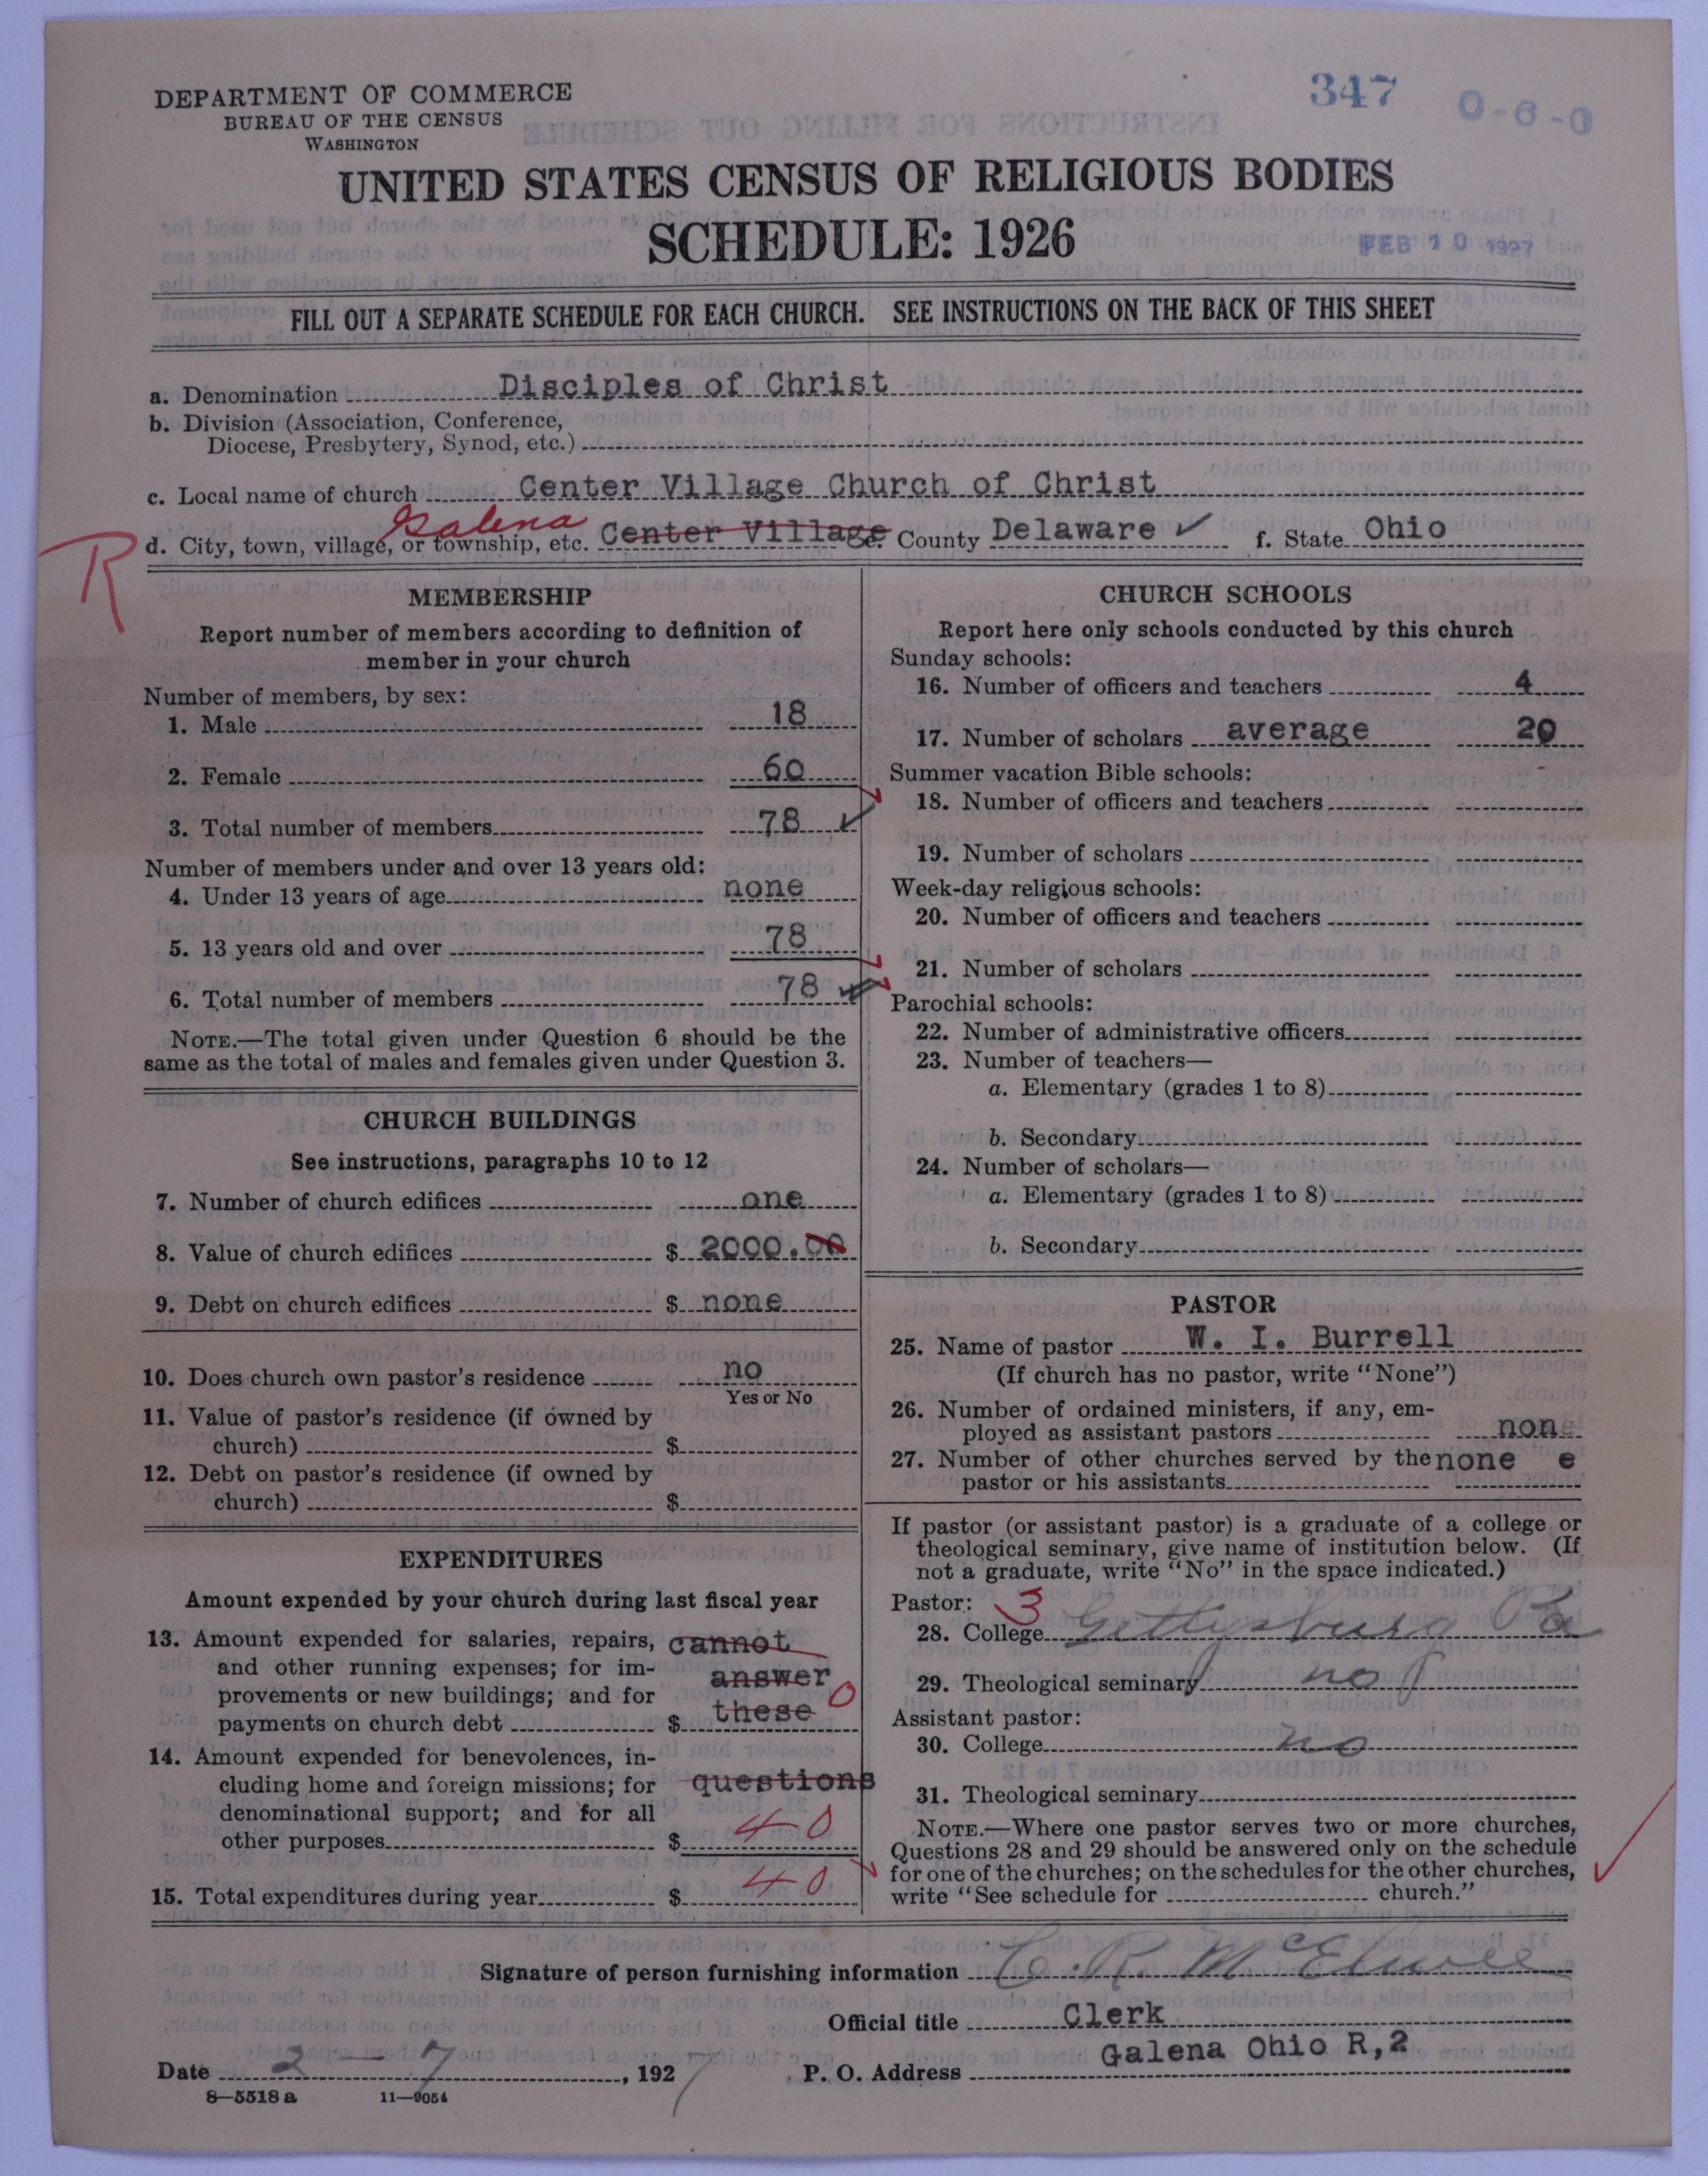 DEPARTMENT OF COMMERCE
BUREAU OF THE CENSUS
WASHINGTON
347
0-6-0
UNITED STATES CENSUS OF RELIGIOUS BODIES
SCHEDULE: 1926
FEB 10 1927
FILL OUT A SEPARATE SCHEDULE FOR EACH CHURCH. SEE INSTRUCTIONS ON THE BACK OF THIS SHEET
a. Denomination Disciples of Christ
b. Division (Association, Conference,
Diocese, Presbytery, Synod, etc.)
c. Local name of church Center Village Church of Christ
Galena
R
d. City, town, village, or township, etc. Center Village e. County Delaware ✓ f. State Ohio
MEMBERSHIP
Report number of members according to definition of
member in your church
Number of members, by sex:
1. Male 18
2. Female 60
3. Total number of members 78 ✓
Number of members under and over 13 years old:
4. Under 13 years of age none
5. 13 years old and over 78
6. Total number of members 78
NOTE.—The total given under Question 6 should be the
same as the total of males and females given under Question 3.
CHURCH BUILDINGS
See instructions, paragraphs 10 to 12
7. Number of church edifices one
8. Value of church edifices $ 2000.00
9. Debt on church edifices $ none
10. Does church own pastor's residence no
Yes or No
11. Value of pastor's residence (if owned by
church) $
12. Debt on pastor's residence (if owned by
church) $
EXPENDITURES
Amount expended by your church during last fiscal year
13. Amount expended for salaries, repairs, cannot
and other running expenses; for im- answer
provements or new buildings; and for these 0
payments on church debt $
14. Amount expended for benevolences, in-
cluding home and foreign missions; for questions
denominational support; and for all
other purposes $ 40
15. Total expenditures during year $ 40
CHURCH SCHOOLS
Report here only schools conducted by this church
Sunday schools:
16. Number of officers and teachers 4
17. Number of scholars average 20
Summer vacation Bible schools:
18. Number of officers and teachers
19. Number of scholars
Week-day religious schools:
20. Number of officers and teachers
21. Number of scholars
Parochial schools:
22. Number of administrative officers
23. Number of teachers—
a. Elementary (grades 1 to 8)
b. Secondary
24. Number of scholars—
a. Elementary (grades 1 to 8)
b. Secondary
PASTOR
25. Name of pastor W. I. Burrell
(If church has no pastor, write "None")
26. Number of ordained ministers, if any, em-
ployed as assistant pastors none
27. Number of other churches served by the none
pastor or his assistants
If pastor (or assistant pastor) is a graduate of a college or
theological seminary, give name of institution below. (If
not a graduate, write "No" in the space indicated.)
Pastor: 3
28. College Gettysburg Pa
29. Theological seminary no
Assistant pastor:
30. College no
31. Theological seminary
NOTE.—Where one pastor serves two or more churches,
Questions 28 and 29 should be answered only on the schedule
for one of the churches; on the schedules for the other churches,
write "See schedule for church."
Signature of person furnishing information C. R. McElwee
Official title Clerk
Date 2 - 7, 1927 P. O. Address Galena Ohio R,2
8—5518 a 11—9054